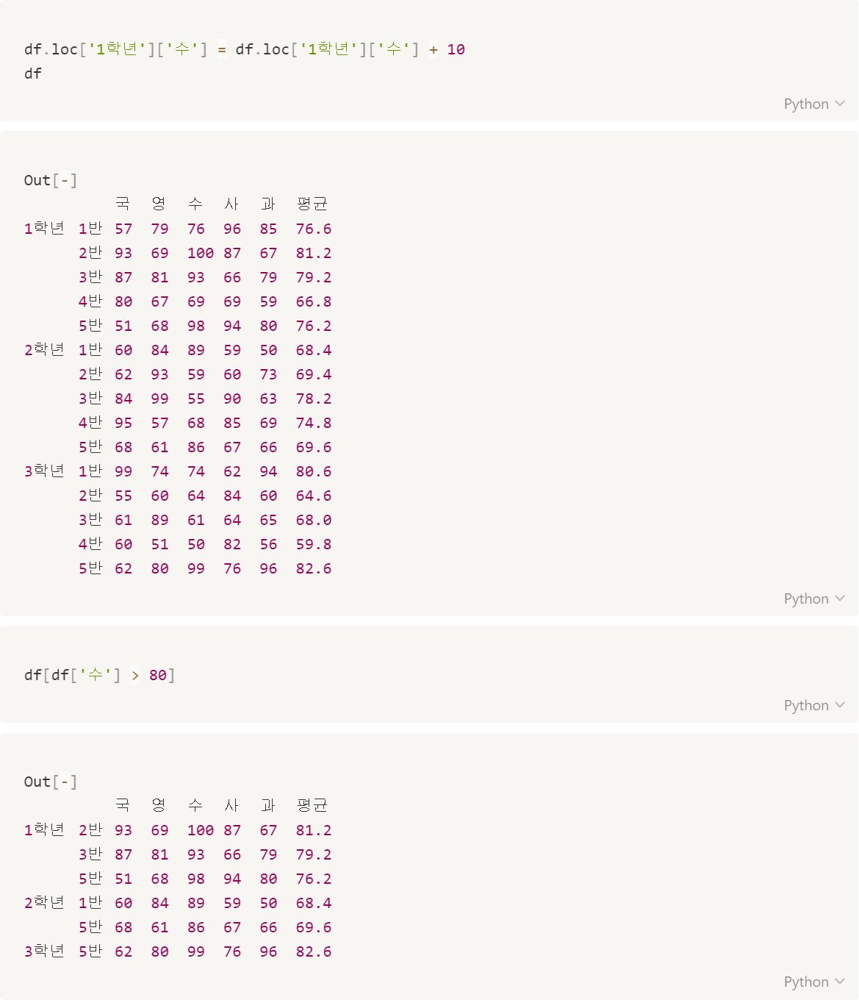 df.loc['1학년']['수'] = df.loc['1학년']['수'] + 10
df
Python
Out[-]
국 영 수 사 과 평균
1학년 1반 57 79 76 96 85 76.6
2반 93 69 100 87 67 81.2
3반 87 81 93 66 79 79.2
4반 80 67 69 69 59 66.8
5반 51 68 98 94 80 76.2
2학년 1반 60 84 89 59 50 68.4
2반 62 93 59 60 73 69.4
3반 84 99 55 90 63 78.2
4반 95 57 68 85 69 74.8
5반 68 61 86 67 66 69.6
3학년 1반 99 74 74 62 94 80.6
2반 55 60 64 84 60 64.6
3반 61 89 61 64 65 68.0
4반 60 51 50 82 56 59.8
5반 62 80 99 76 96 82.6
Python
df[df['수'] > 80]
Python
Out[-]
국 영 수 사 과 평균
1학년 2반 93 69 100 87 67 81.2
3반 87 81 93 66 79 79.2
5반 51 68 98 94 80 76.2
2학년 1반 60 84 89 59 50 68.4
5반 68 61 86 67 66 69.6
3학년 5반 62 80 99 76 96 82.6
Python